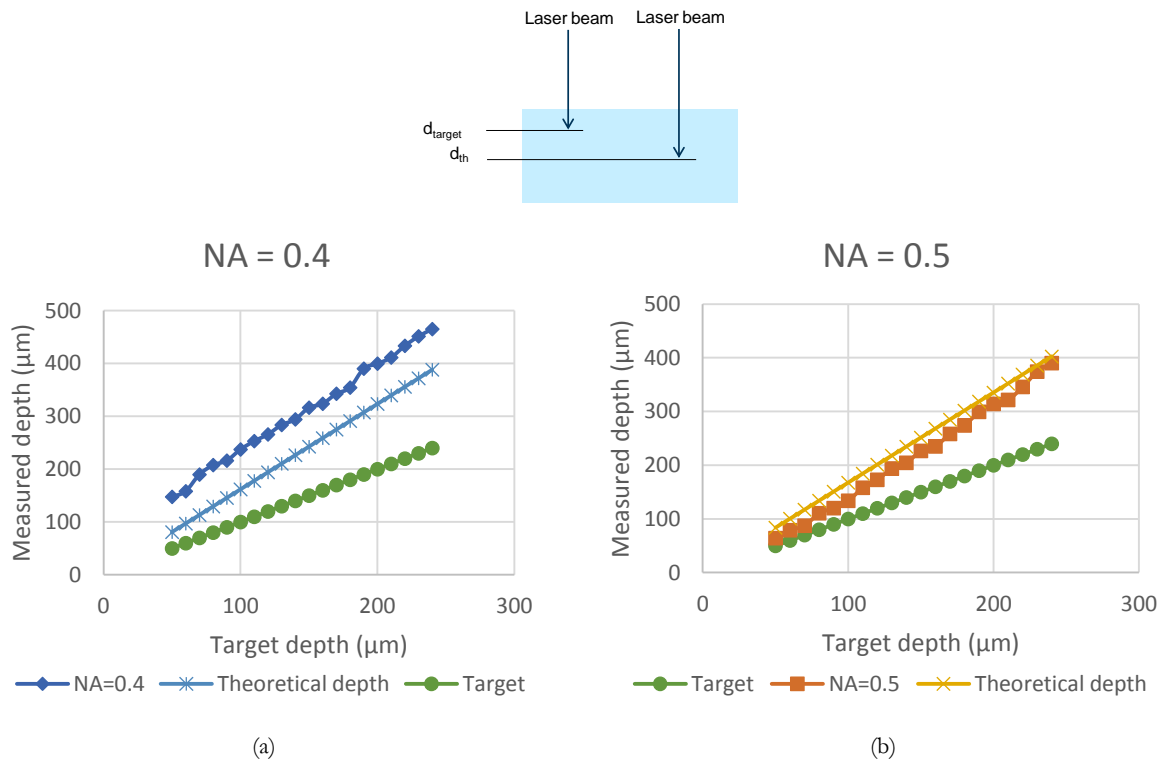 Laser beam Laser beam
d_target
d_th
NA = 0.4
500
400
300
200
100
0
Measured depth (µm)
0 100 200 300
Target depth (µm)
NA=0.4 Theoretical depth Target
(a)
NA = 0.5
500
400
300
200
100
0
Measured depth (µm)
0 100 200 300
Target depth (µm)
Target NA=0.5 Theoretical depth
(b)